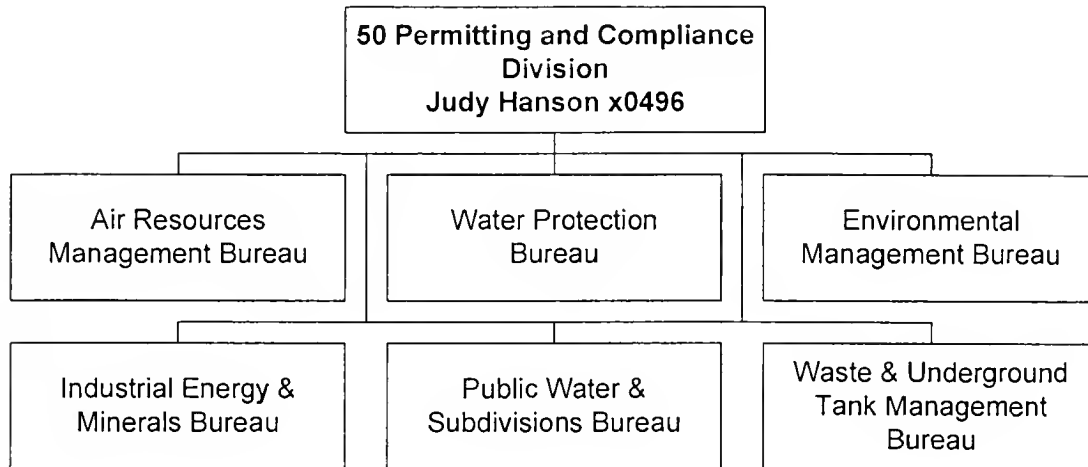 50 Permitting and Compliance
Division
Judy Hanson x0496
Air Resources
Management Bureau
Water Protection
Bureau
Environmental
Management Bureau
Industrial Energy &
Minerals Bureau
Public Water &
Subdivisions Bureau
Waste & Underground
Tank Management
Bureau